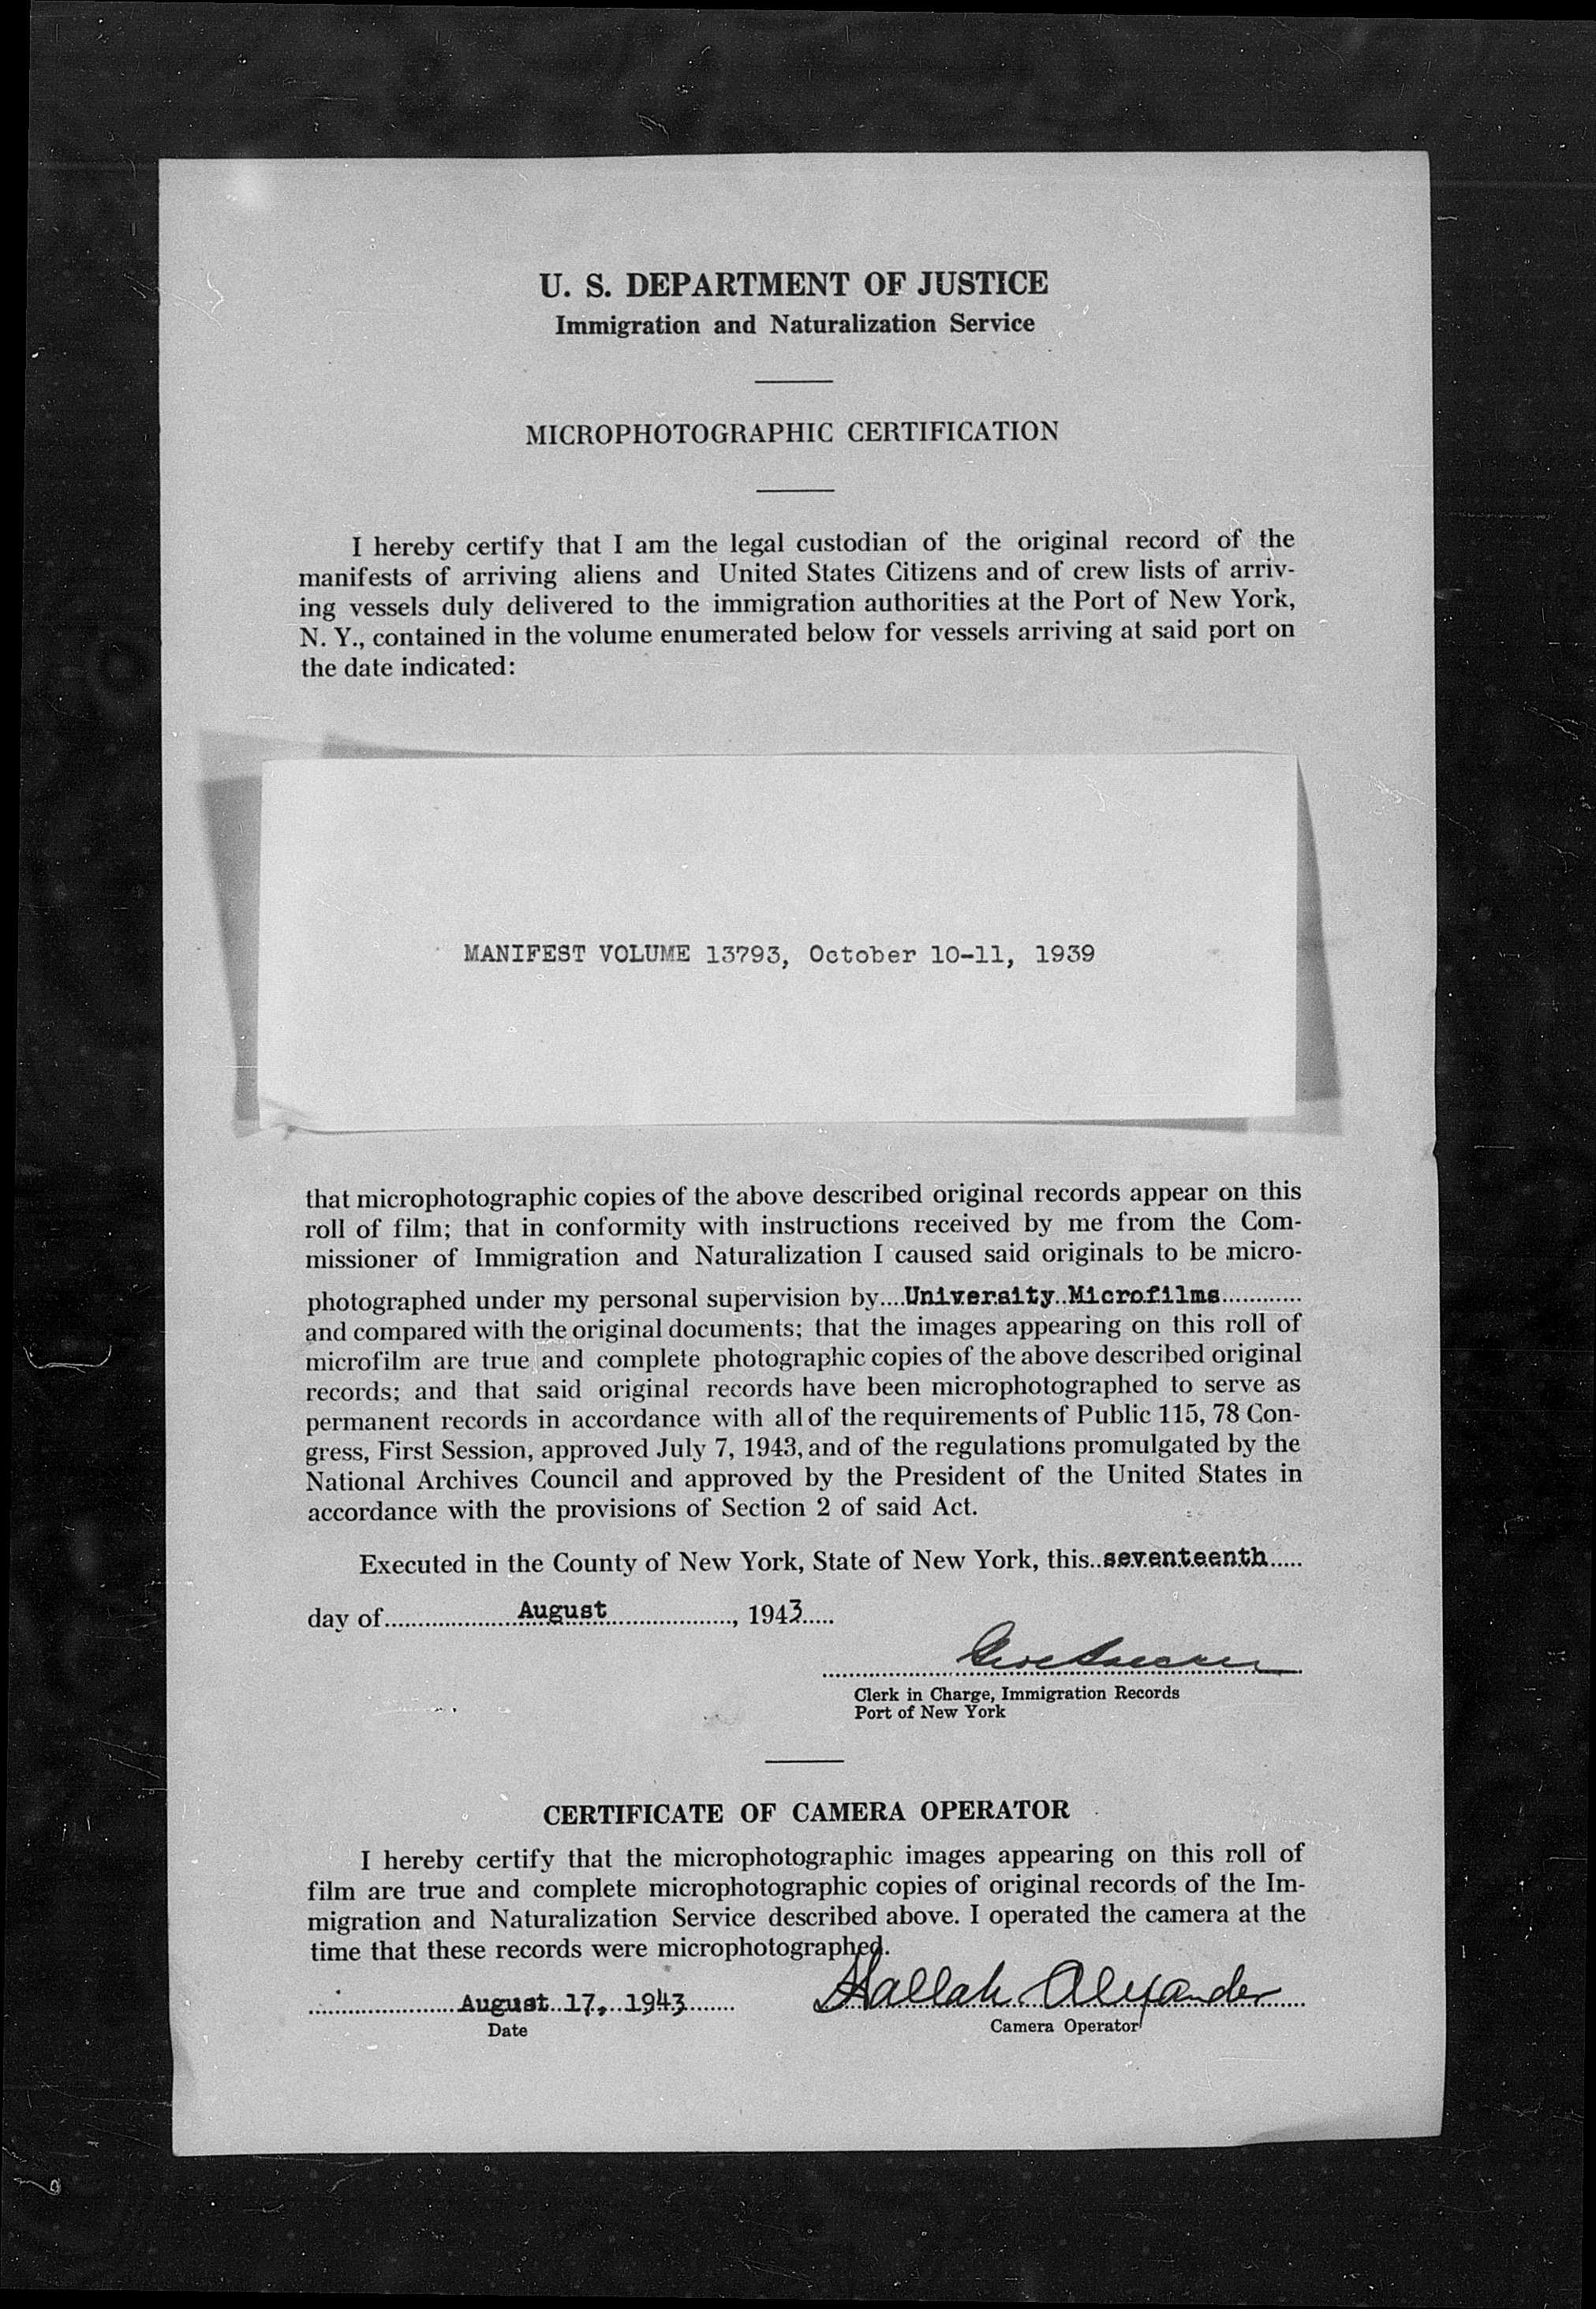 U. S. DEPARTMENT OF JUSTICE
Immigration and Naturalization Service
MICROPHOTOGRAPHIC CERTIFICATION
I hereby certify that I am the legal custodian of the original record of the
manifests of arriving aliens and United States Citizens and of crew lists of arriv-
ing vessels duly delivered to the immigration authorities at the Port of New York,
N. Y., contained in the volume enumerated below for vessels arriving at said port on
the date indicated:
MANIFEST VOLUME 13793, October 10-11, 1939
that microphotographic copies of the above described original records appear on this
roll of film; that in conformity with instructions received by me from the Com-
missioner of Immigration and Naturalization I caused said originals to be micro-
photographed under my personal supervision by....University Microfilms............
and compared with the original documents; that the images appearing on this roll of
microfilm are true and complete photographic copies of the above described original
records; and that said original records have been microphotographed to serve as
permanent records in accordance with all of the requirements of Public 115, 78 Con-
gress, First Session, approved July 7, 1943, and of the regulations promulgated by the
National Archives Council and approved by the President of the United States in
accordance with the provisions of Section 2 of said Act.
Executed in the County of New York, State of New York, this..seventeenth.....
day of....................August..................., 1943.....
Clerk in Charge, Immigration Records
Port of New York
CERTIFICATE OF CAMERA OPERATOR
I hereby certify that the microphotographic images appearing on this roll of
film are true and complete microphotographic copies of original records of the Im-
migration and Naturalization Service described above. I operated the camera at the
time that these records were microphotographed.
......................August 17, 1943....... Hallah Alexander
Date Camera Operator